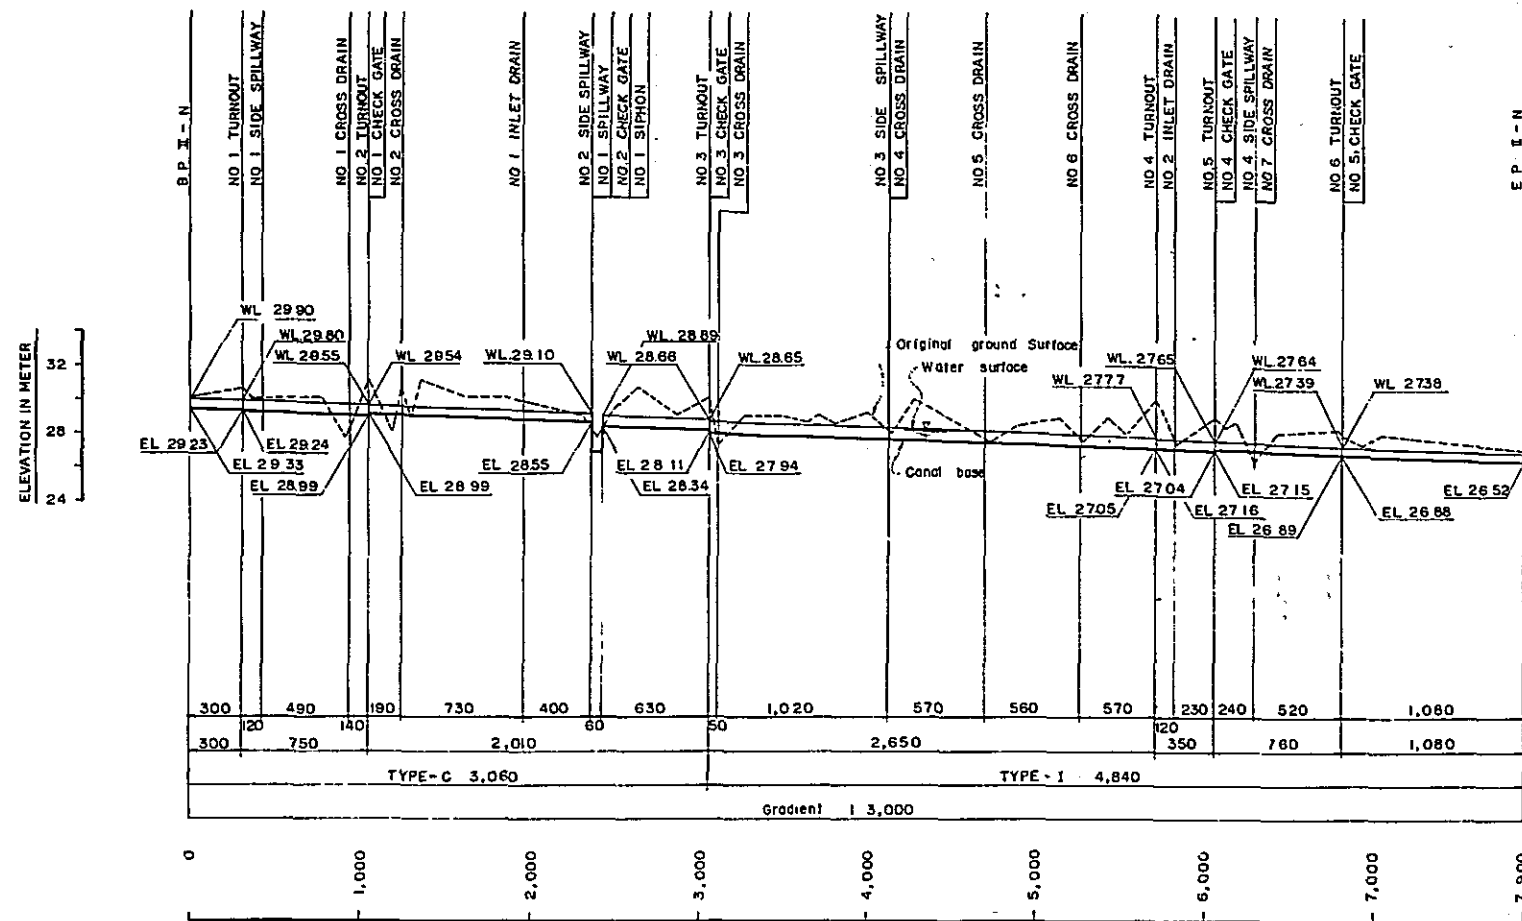 BP II-N
NO 1 TURNOUT
NO 1 SIDE SPILLWAY
NO 1 CROSS DRAIN
NO. 2 TURNOUT
NO 1 CHECK GATE
NO 2 CROSS DRAIN
NO 1 INLET DRAIN
NO 2 SIDE SPILLWAY
NO 1 SPILLWAY
NO.2 CHECK GATE
NO 1 SIPHON
NO 3 TURNOUT
NO 3 CHECK GATE
NO 3 CROSS DRAIN
NO 3 SIDE SPILLWAY
NO 4 CROSS DRAIN
NO 5 CROSS DRAIN
NO 6 CROSS DRAIN
NO 4 TURNOUT
NO 2 INLET DRAIN
NO.5 TURNOUT
NO 4 CHECK GATE
NO 4 SIDE SPILLWAY
NO 7 CROSS DRAIN
NO 6 TURNOUT
NO 5, CHECK GATE
EP II-N
ELEVATION IN METER
32
28
24
WL 29 90
WL.29.80
WL 28.55
WL 2954
WL.29.10
WL. 28.89
WL 28.66
WL.28.65
Original ground Surface
Water surface
Canal base
WL. 2765
WL 2777
WL.27.64
WL.27 39
WL 2738
EL 29.23
EL 29.24
EL 29.33
EL 28.99
EL 28 99
EL 28.55
EL 28.11
EL 28.34
EL 27.94
EL 27 04
EL 27.05
EL 27.15
EL 27.16
EL 26 89
EL 26.88
EL 26.52
300 490 190 730 400 630 1,020 570 560 570 230 240 520 1,080
120 140 60 50 120
300 750 2,010 2,650 350 760 1,080
TYPE-C 3,060 TYPE-I 4,840
Gradient 1 3,000
0 1,000 2,000 3,000 4,000 5,000 6,000 7,000 7,900